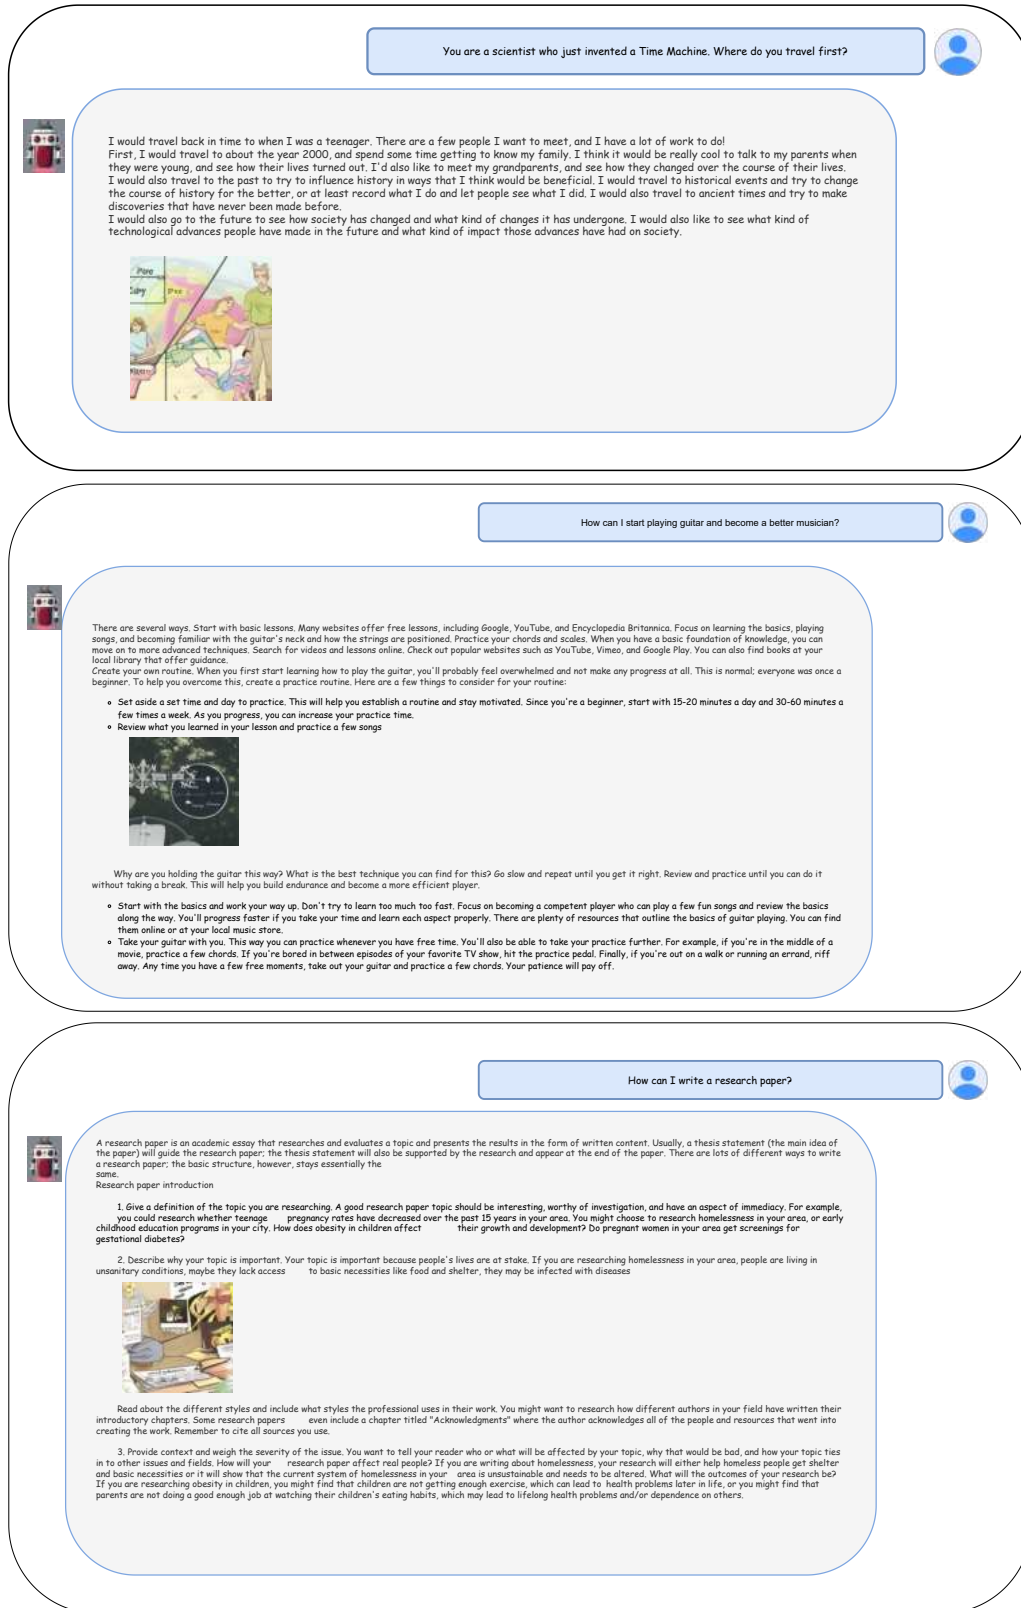 You are a scientist who just invented a Time Machine. Where do you travel first?
I would travel back in time to when I was a teenager. There are a few people I want to meet, and I have a lot of work to do!
First, I would travel to about the year 2000, and spend some time getting to know my family. I think it would be really cool to talk to my parents when
they were young, and see how their lives turned out. I'd also like to meet my grandparents, and see how they changed over the course of their lives.
I would also travel to the past to try to influence history in ways that I think would be beneficial. I would travel to historical events and try to change
the course of history for the better, or at least record what I do and let people see what I did. I would also travel to ancient times and try to make
discoveries that have never been made before.
I would also go to the future to see how society has changed and what kind of changes it has undergone. I would also like to see what kind of
technological advances people have made in the future and what kind of impact those advances have had on society.
How can I start playing guitar and become a better musician?
There are several ways. Start with basic lessons. Many websites offer free lessons, including Google, YouTube, and Encyclopedia Britannica. Focus on learning the basics, playing
songs, and becoming familiar with the guitar's neck and how the strings are positioned. Practice your chords and scales. When you have a basic foundation of knowledge, you can
move on to more advanced techniques. Search for videos and lessons online. Check out popular websites such as YouTube, Vimeo, and Google Play. You can also find books at your
local library that offer guidance.
Create your own routine. When you first start learning how to play the guitar, you'll probably feel overwhelmed and not make any progress at all. This is normal; everyone was once a
beginner. To help you overcome this, create a practice routine. Here are a few things to consider for your routine:
Set aside a set time and day to practice. This will help you establish a routine and stay motivated. Since you're a beginner, start with 15-20 minutes a day and 30-60 minutes a
few times a week. As you progress, you can increase your practice time.
Review what you learned in your lesson and practice a few songs
Why are you holding the guitar this way? What is the best technique you can find for this? Go slow and repeat until you get it right. Review and practice until you can do it
without taking a break. This will help you build endurance and become a more efficient player.
Start with the basics and work your way up. Don't try to learn too much too fast. Focus on becoming a competent player who can play a few fun songs and review the basics
along the way. You'll progress faster if you take your time and learn each aspect properly. There are plenty of resources that outline the basics of guitar playing. You can find
them online or at your local music store.
Take your guitar with you. This way you can practice whenever you have free time. You'll also be able to take your practice further. For example, if you're in the middle of a
movie, practice a few chords. If you're bored in between episodes of your favorite TV show, hit the practice pedal. Finally, if you're out on a walk or running an errand, riff
away. Any time you have a few free moments, take out your guitar and practice a few chords. Your patience will pay off.
How can I write a research paper?
A research paper is an academic essay that researches and evaluates a topic and presents the results in the form of written content. Usually, a thesis statement (the main idea of
the paper) will guide the research paper; the thesis statement will also be supported by the research and appear at the end of the paper. There are lots of different ways to write
a research paper; the basic structure, however, stays essentially the
same.
Research paper introduction
1. Give a definition of the topic you are researching. A good research paper topic should be interesting, worthy of investigation, and have an aspect of immediacy. For example,
you could research whether teenage pregnancy rates have decreased over the past 15 years in your area. You might choose to research homelessness in your area, or early
childhood education programs in your city. How does obesity in children affect their growth and development? Do pregnant women in your area get screenings for
gestational diabetes?
2. Describe why your topic is important. Your topic is important because people's lives are at stake. If you are researching homelessness in your area, people are living in
unsanitary conditions, maybe they lack access to basic necessities like food and shelter, they may be infected with diseases
Read about the different styles and include what styles the professional uses in their work. You might want to research how different authors in your field have written their
introductory chapters. Some research papers even include a chapter titled "Acknowledgments" where the author acknowledges all of the people and resources that went into
creating the work. Remember to cite all sources you use.
3. Provide context and weigh the severity of the issue. You want to tell your reader who or what will be affected by your topic, why that would be bad, and how your topic ties
in to other issues and fields. How will your research paper affect real people? If you are writing about homelessness, your research will either help homeless people get shelter
and basic necessities or it will show that the current system of homelessness in your area is unsustainable and needs to be altered. What will the outcomes of your research be?
If you are researching obesity in children, you might find that children are not getting enough exercise, which can lead to health problems later in life, or you might find that
parents are not doing a good enough job at watching their children's eating habits, which may lead to lifelong health problems and/or dependence on others.